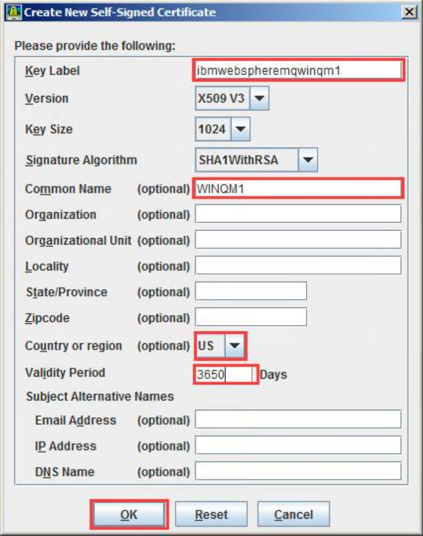 Create New Self-Signed Certificate
Please provide the following:
Key Label ibmwebspheremqwinqm1
Version X509 V3
Key Size 1024
Signature Algorithm SHA1WithRSA
Common Name (optional) WINQM1
Organization (optional)
Organizational Unit (optional)
Locality (optional)
State/Province (optional)
Zipcode (optional)
Country or region (optional) US
Validity Period 3650 Days
Subject Alternative Names
Email Address (optional)
IP Address (optional)
DNS Name (optional)
OK Reset Cancel